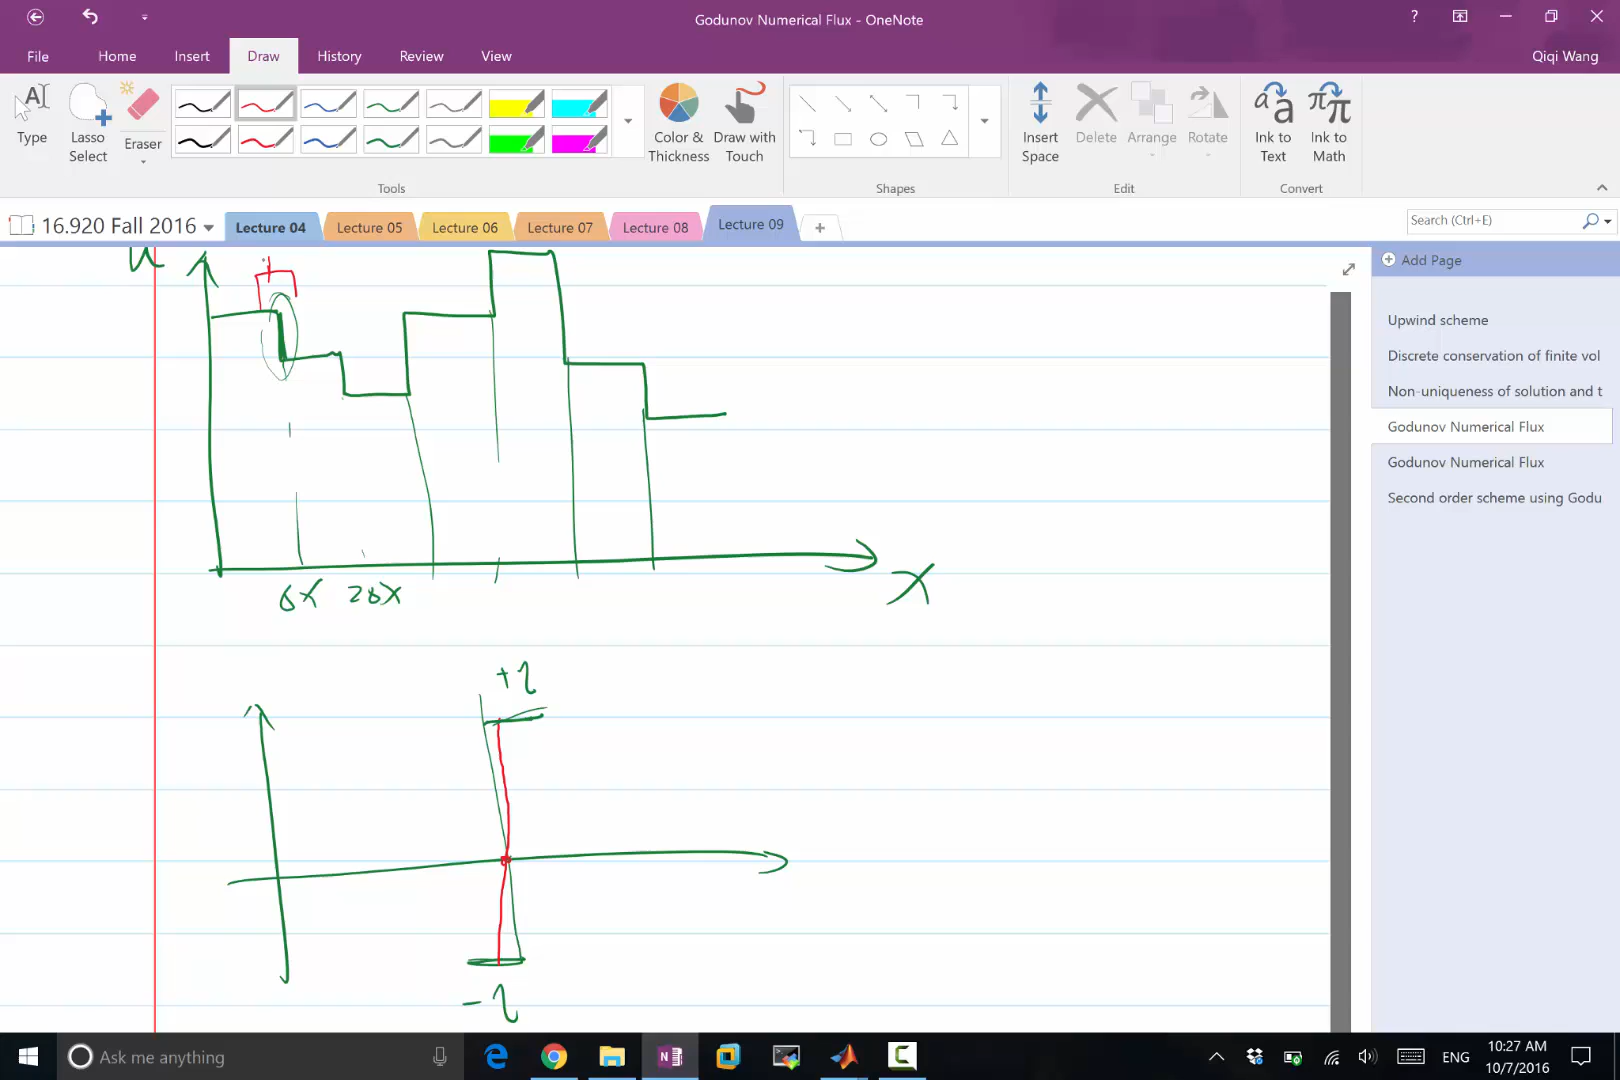 Godunov Numerical Flux - OneNote
?
File
Home
Insert
Draw
History
Review
View
Qiqi Wang
Type
Lasso Select
Eraser
Color & Thickness
Draw with Touch
Insert Space
Delete
Arrange
Rotate
Ink to Text
Ink to Math
Tools
Shapes
Edit
Convert
16.920 Fall 2016
Lecture 04
Lecture 05
Lecture 06
Lecture 07
Lecture 08
Lecture 09
Search (Ctrl+E)
Add Page
Upwind scheme
Discrete conservation of finite vol
Non-uniqueness of solution and t
Godunov Numerical Flux
Godunov Numerical Flux
Second order scheme using Godu
u
X
Ask me anything
ENG
10:27 AM
10/7/2016